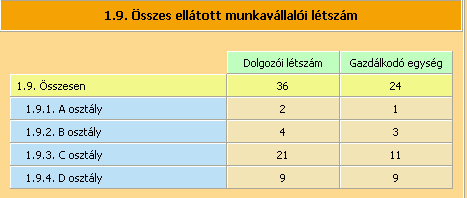 1.9. Összes ellátott munkavállalói létszám
Dolgozói létszám Gazdálkodó egység
1.9. Összesen 36 24
1.9.1. A osztály 2 1
1.9.2. B osztály 4 3
1.9.3. C osztály 21 11
1.9.4. D osztály 9 9